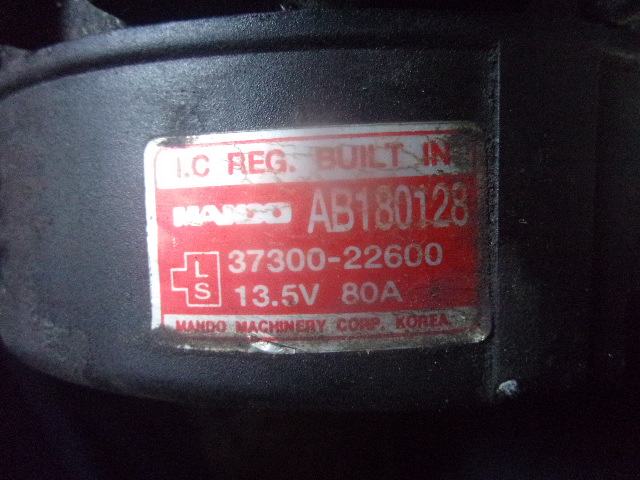 I.C REG. BUILT IN
MANDO AB180128
L
S
37300-22600
13.5V 80A
MANDO MACHINERY CORP. KOREA.